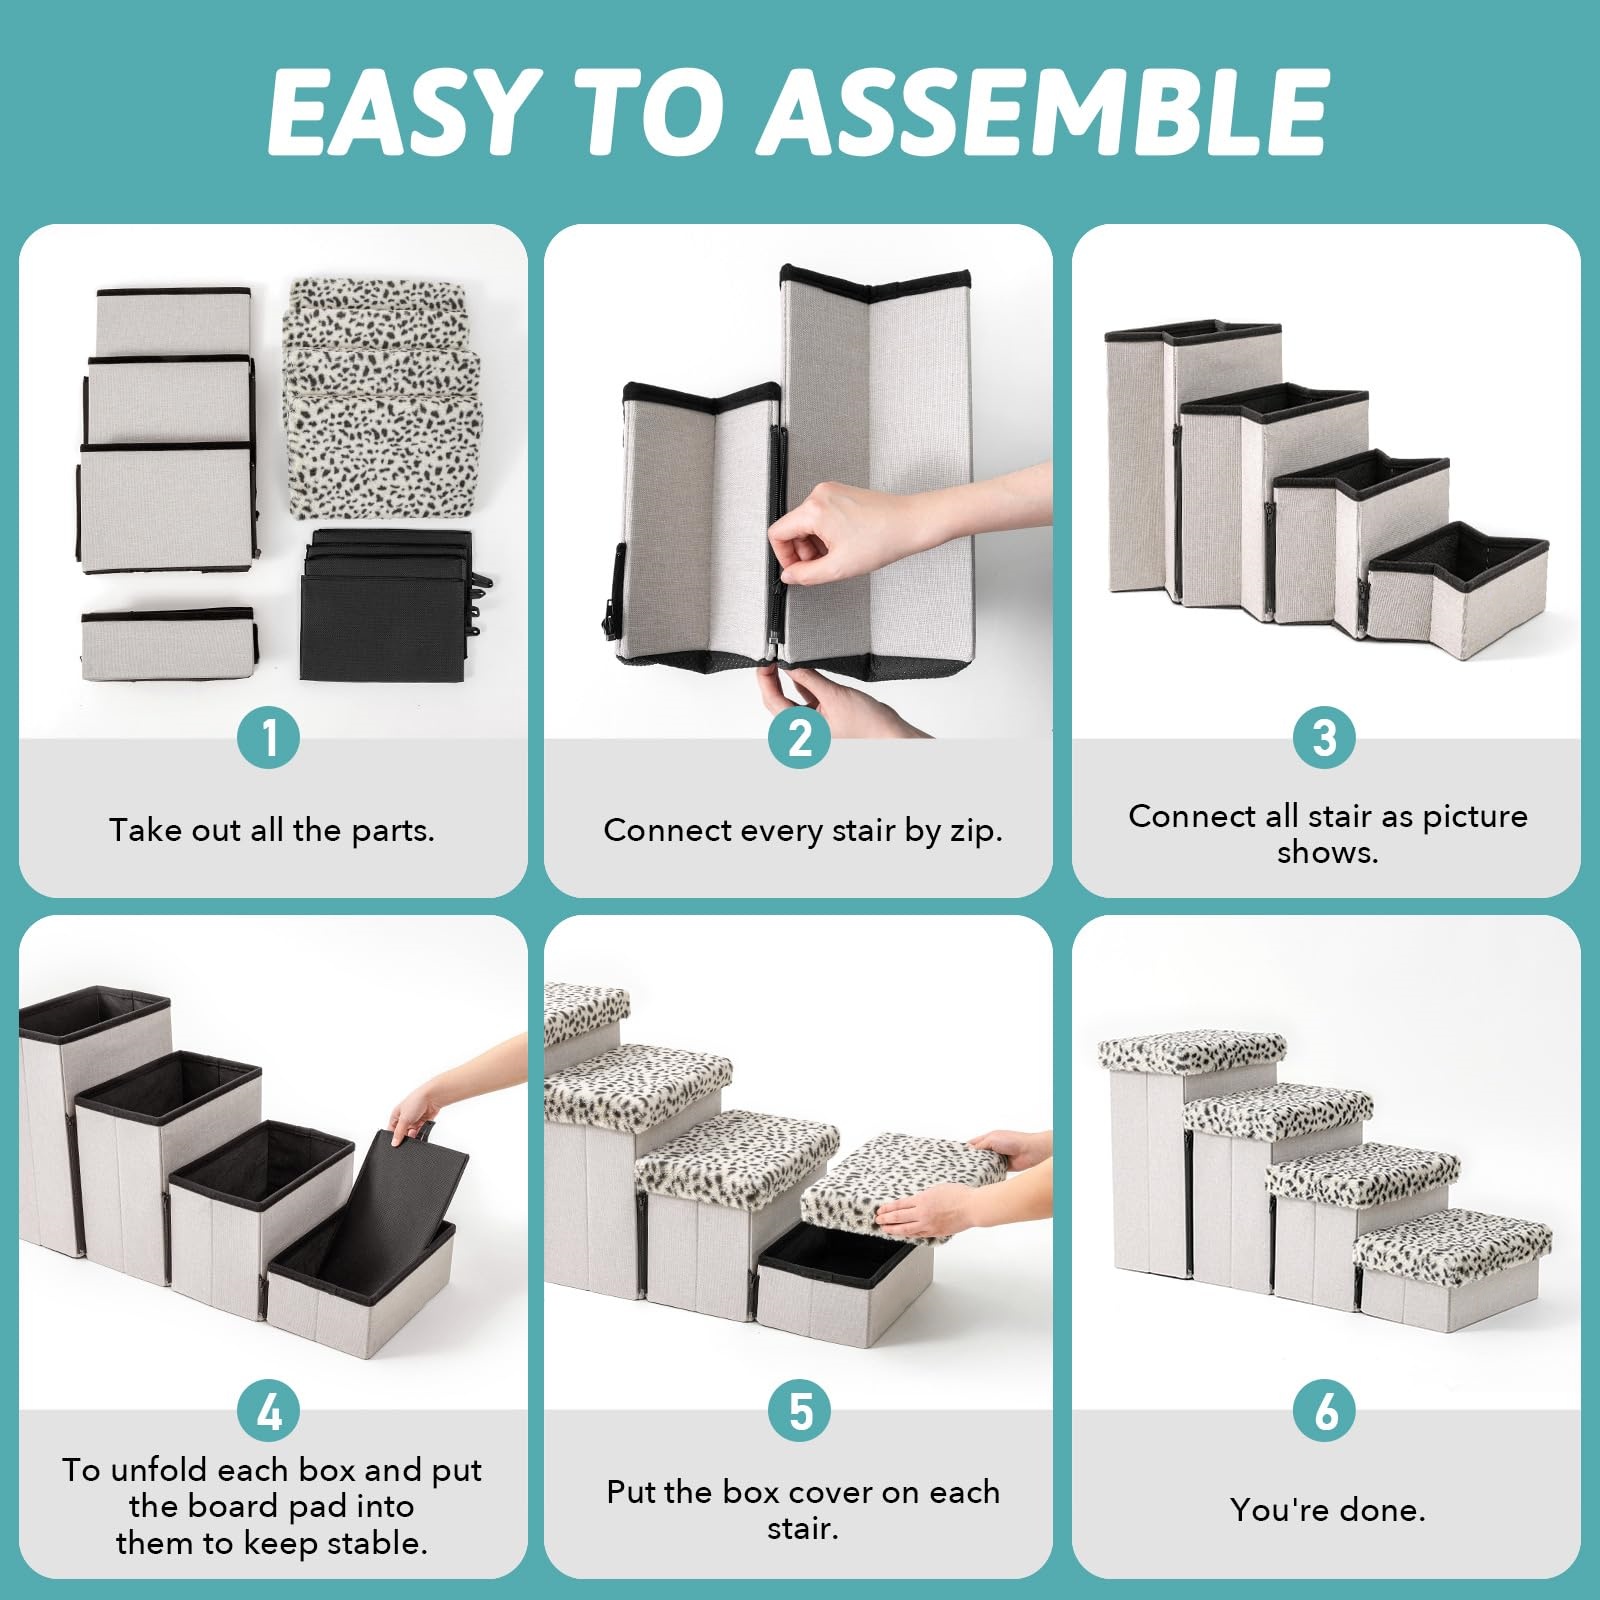 EASY TO ASSEMBLE
1
Take out all the parts.
2
Connect every stair by zip.
3
Connect all stair as picture
shows.
4
To unfold each box and put
the board pad into
them to keep stable.
5
Put the box cover on each
stair.
6
You're done.